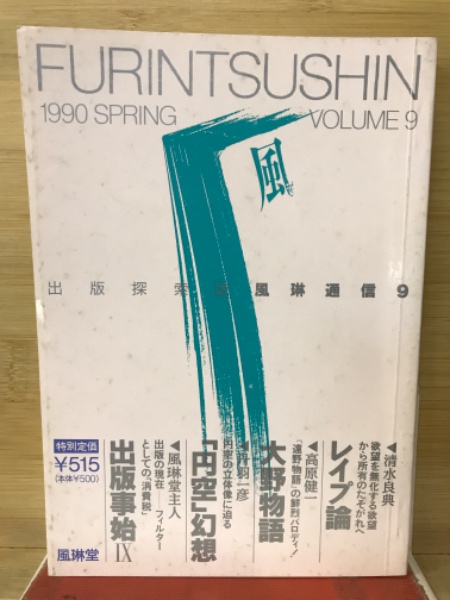 FURINTSUSHIN
1990 SPRING
VOLUME 9
風
出版探索
風琳通信9
◀清水良典
欲望を無化する欲望
から所有のたそがれへ
レイプ論
◀高原健一
「遠野物語」の鮮烈パロディ!
大野物語
円空の立体像に迫る
「円空」幻想
◀風琳堂主人
出版の現在 フィルター
としての「消費税」
出版事始Ⅸ
特別定価
¥515
(本体¥500)
風琳堂